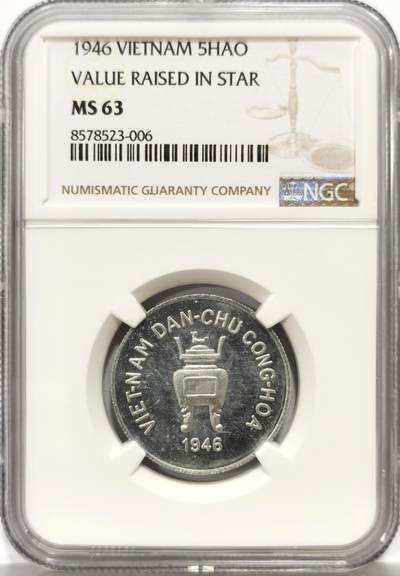 1946 VIETNAM 5HAO
VALUE RAISED IN STAR
MS 63
8578523-006
NUMISMATIC GUARANTY COMPANY
NGC
VIET-NAM DAN-CHU CONG-HOA
1946